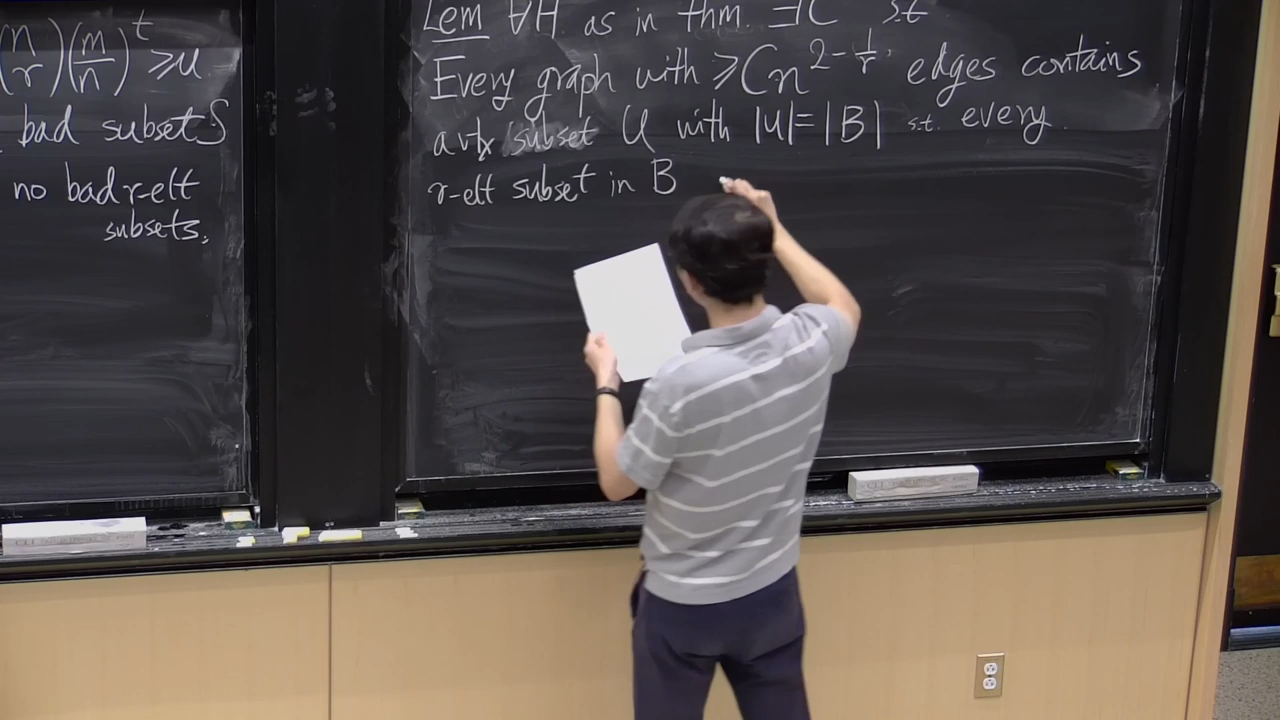 (n r)(m/n)^t ≥ u
bad subset S
no bad r-elt
subsets.
Lem ∀H as in thm. ∃C s.t
Every graph with ≥ Cn^{2-1/r} edges contains
a vtx subset U with |U|=|B| s.t. every
r-elt subset in B